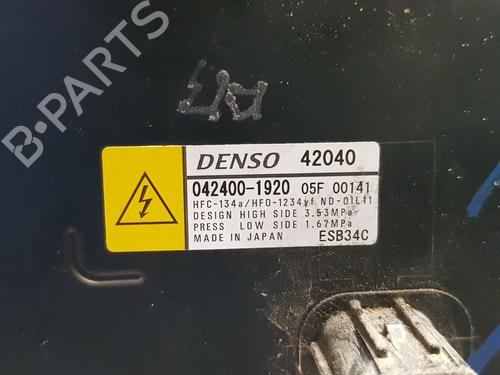 B-PARTS
DENSO 42040
042400-1920 05F 00141
HFC-134a/HFO-1234yf ND-OIL11
DESIGN HIGH SIDE 3.53MPa
PRESS LOW SIDE 1.67MPa
MADE IN JAPAN ESB34C